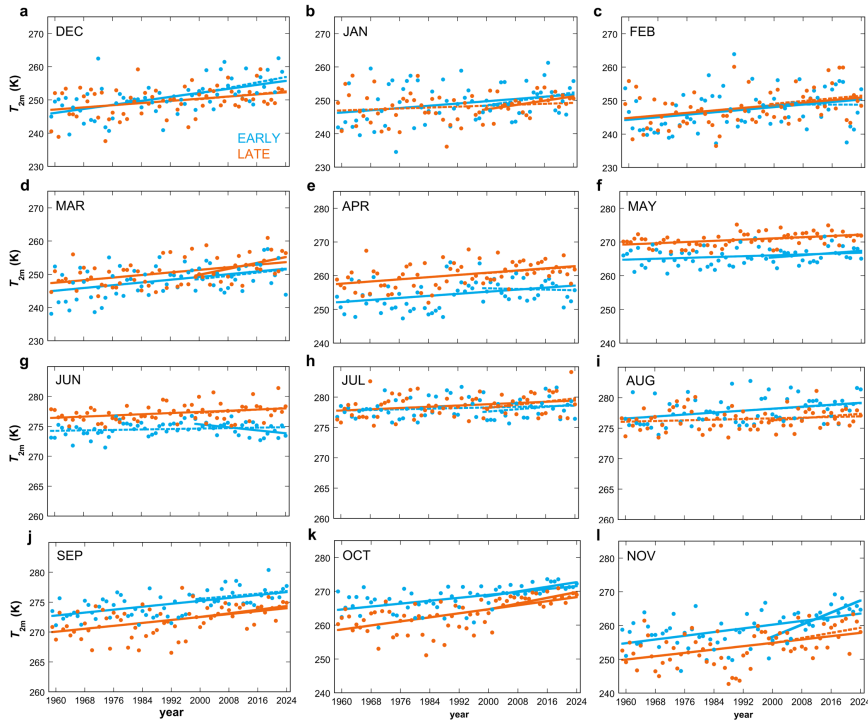 a b c
DEC JAN FEB
270 270 270
260 260 260
T2m (K)
250 250 250
240 240 240
EARLY
LATE
230 230 230
d e f
MAR APR MAY
270 280 280
260 270 270
T2m (K)
250 260 260
240 250 250
230 240 240
g h i
JUN JUL AUG
280 280 280
275 275 275
T2m (K)
270 270 270
265 265 265
260 260 260
j k l
SEP OCT NOV
280 280 280
275 270 270
T2m (K)
270 260 260
265 250 250
260 240 240
1960 1968 1976 1984 1992 2000 2008 2016 2024 1960 1968 1976 1984 1992 2000 2008 2016 2024 1960 1968 1976 1984 1992 2000 2008 2016
year year year